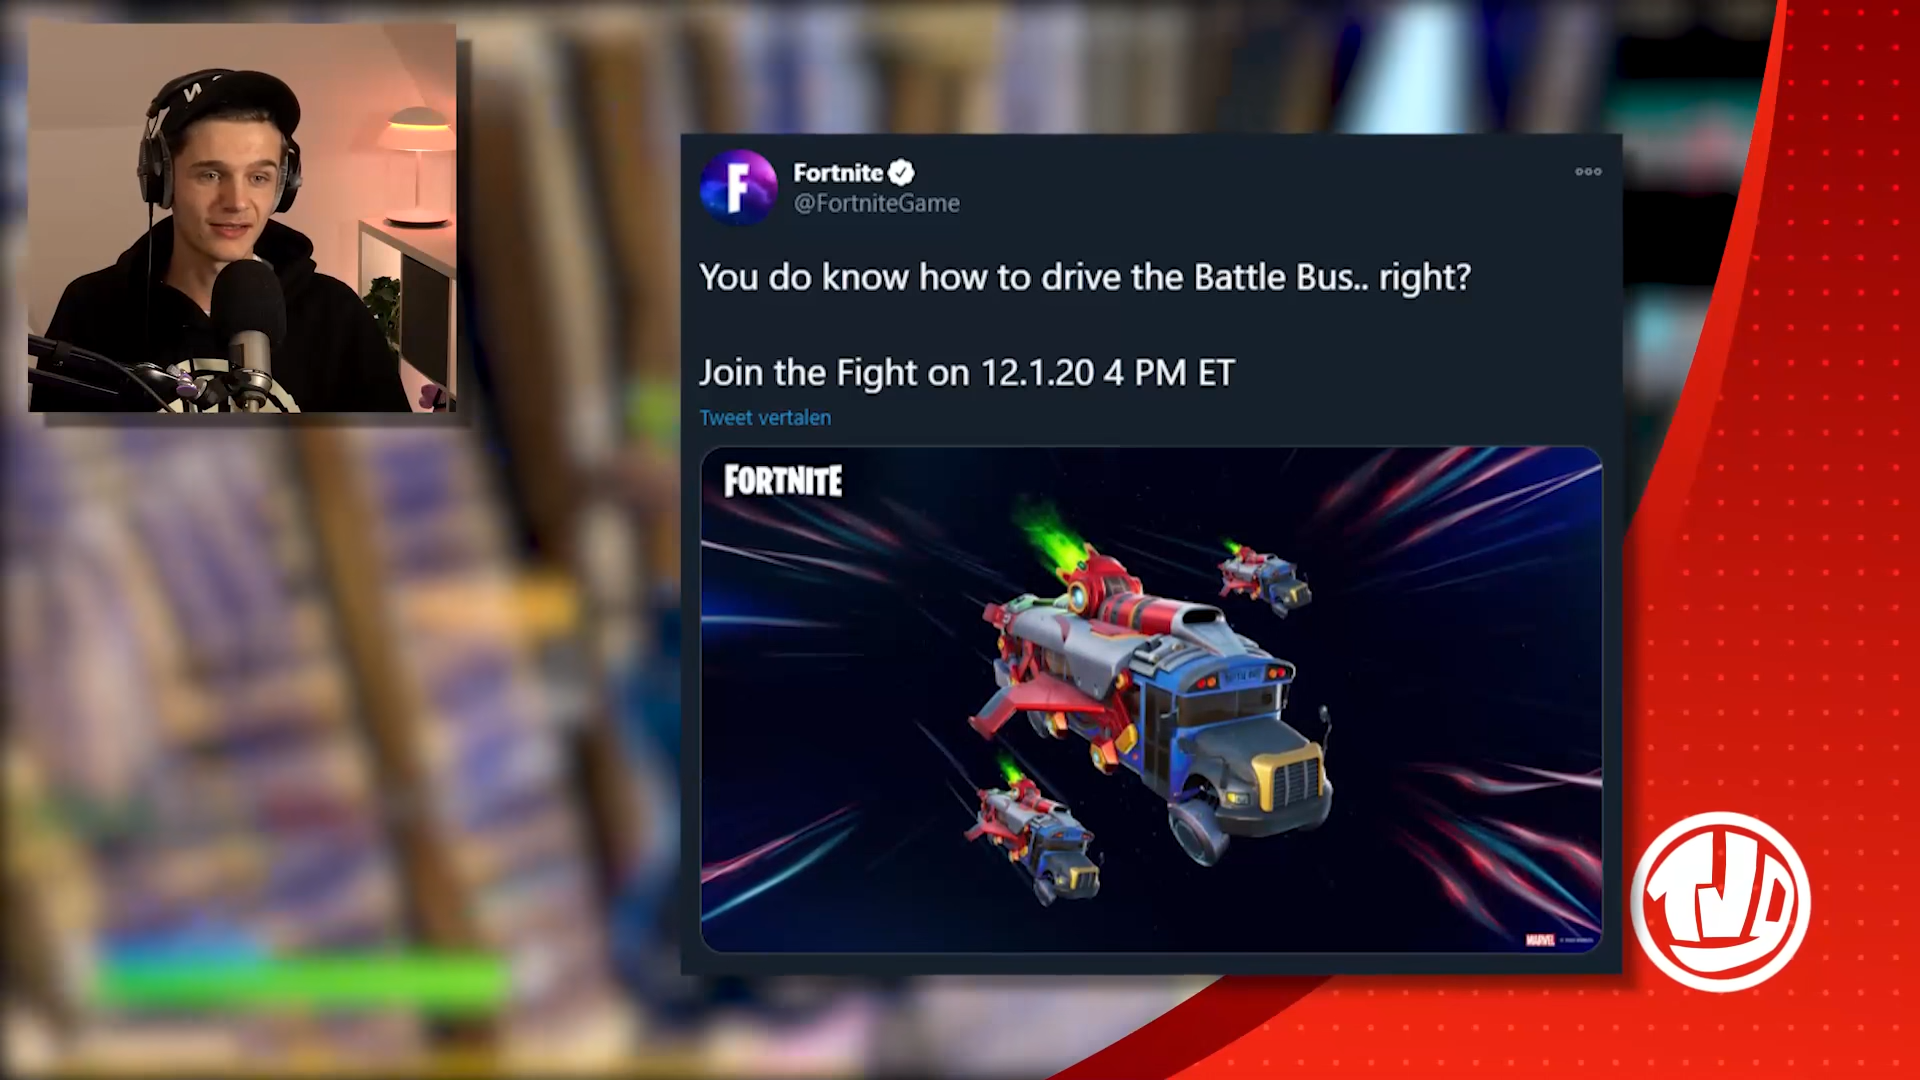 Fortnite
@FortniteGame
You do know how to drive the Battle Bus.. right?
Join the Fight on 12.1.20 4 PM ET
Tweet vertalen
FORTNITE
MARVEL
TVD